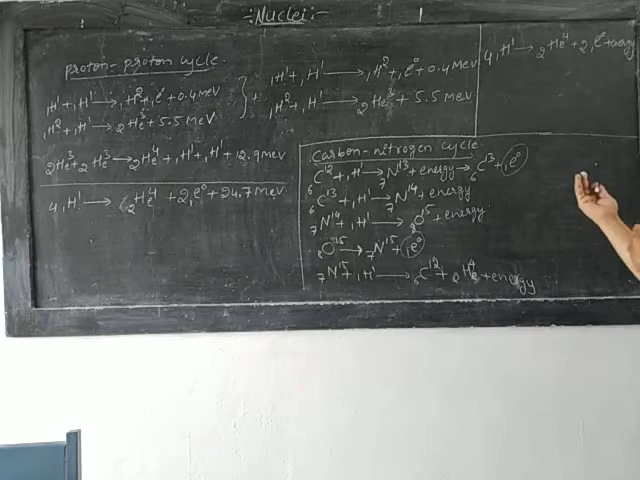 :- Nuclei :-
proton-proton cycle.
₁H¹+₁H¹ → ₁H²+₁e⁰+0.4 MeV
₁H²+₁H¹ → ₂He³+5.5 MeV
} +
₁H¹+₁H¹ → ₁H²+₁e⁰+0.4 MeV
₁H²+₁H¹ → ₂He³+5.5 MeV
₂He³+₂He³ → ₂He⁴+₁H¹+₁H¹+12.9 MeV
4 ₁H¹ → ₂He⁴+2 ₁e⁰+24.7 MeV
4 ₁H¹ → ₂He⁴+2 ₁e⁰+energy
Carbon-nitrogen cycle
₆C¹²+₁H¹ → ₇N¹³+energy → ₆C¹³+₁e⁰
₆C¹³+₁H¹ → ₇N¹⁴+energy
₇N¹⁴+₁H¹ → ₈O¹⁵+energy
₈O¹⁵ → ₇N¹⁵+₁e⁰
₇N¹⁵+₁H¹ → ₆C¹²+₂He⁴+energy